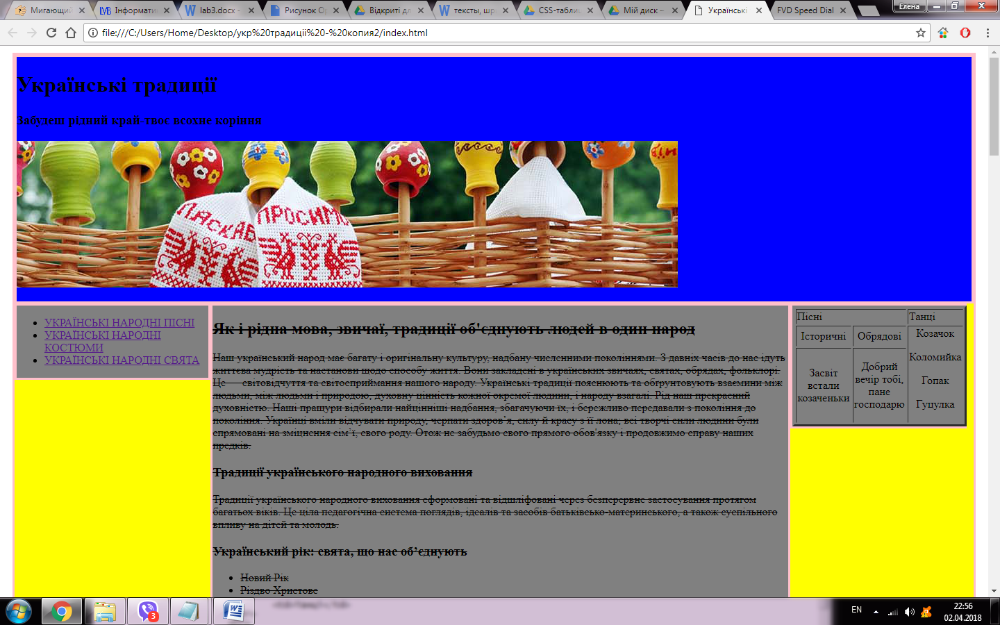 Мигающий
Інформатив
lab3.docx -
Рисунок Ор
Відкриті дл
тексты, шр
CSS-таблиц
Мій диск –
Українські
FVD Speed Dial
Елена
file:///C:/Users/Home/Desktop/укр%20традиції%20-%20копия2/index.html
Українські традиції
Забудеш рідний край твоє всохне коріння
ЛАСКАВ
ПРОСИМО
УКРАЇНСЬКІ НАРОДНІ ПІСНІ
УКРАЇНСЬКІ НАРОДНІ
КОСТЮМИ
УКРАЇНСЬКІ НАРОДНІ СВЯТА
Як і рідна мова, звичаї, традиції об'єднують людей в один народ
Наш український народ має багату і оригінальну культуру, надбану численними поколіннями. З давніх часів до нас ідуть
життєва мудрість та настанови щодо способу життя. Вони закладені в українських звичаях, святах, обрядах, фольклорі.
Це — світовідчуття та світосприймання нашого народу. Українські традиції пояснюють та обґрунтовують взаємини між
людьми, між людьми і природою, духовну цінність кожної окремої людини, і народу взагалі. Рід наш прекрасний
духовністю. Наші пращури відбирали найцінніші надбання, збагачуючи їх, і бережливо передавали з покоління до
покоління. Українці вміли відчувати природу, черпати здоров’я, силу й красу з її лона; всі творчі сили людини були
спрямовані на зміцнення сім’ї, свого роду. Отож не забудьмо свого прямого обов'язку і продовжимо справу наших
предків.
Традиції українського народного виховання
Традиції українського народного виховання сформовані та відшліфовані через безперервне застосування протягом
багатьох віків. Це ціла педагогічна система поглядів, ідеалів та засобів батьківсько-материнського, а також суспільного
впливу на дітей та молодь.
Український рік: свята, що нас об’єднують
Новий Рік
Різдво Христове
Пісні
Танці
Історичні
Обрядові
Козачок
Коломийка
Гопак
Гуцулка
Засвіт
встали
козаченьки
Добрий
вечір тобі,
пане
господарю
3
EN
22:56
02.04.2018